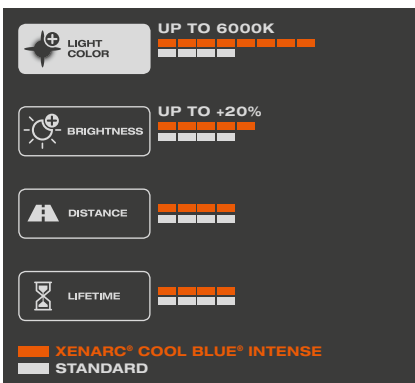 UP TO 6000K
LIGHT
COLOR
UP TO +20%
BRIGHTNESS
DISTANCE
LIFETIME
XENARC® COOL BLUE® INTENSE
STANDARD